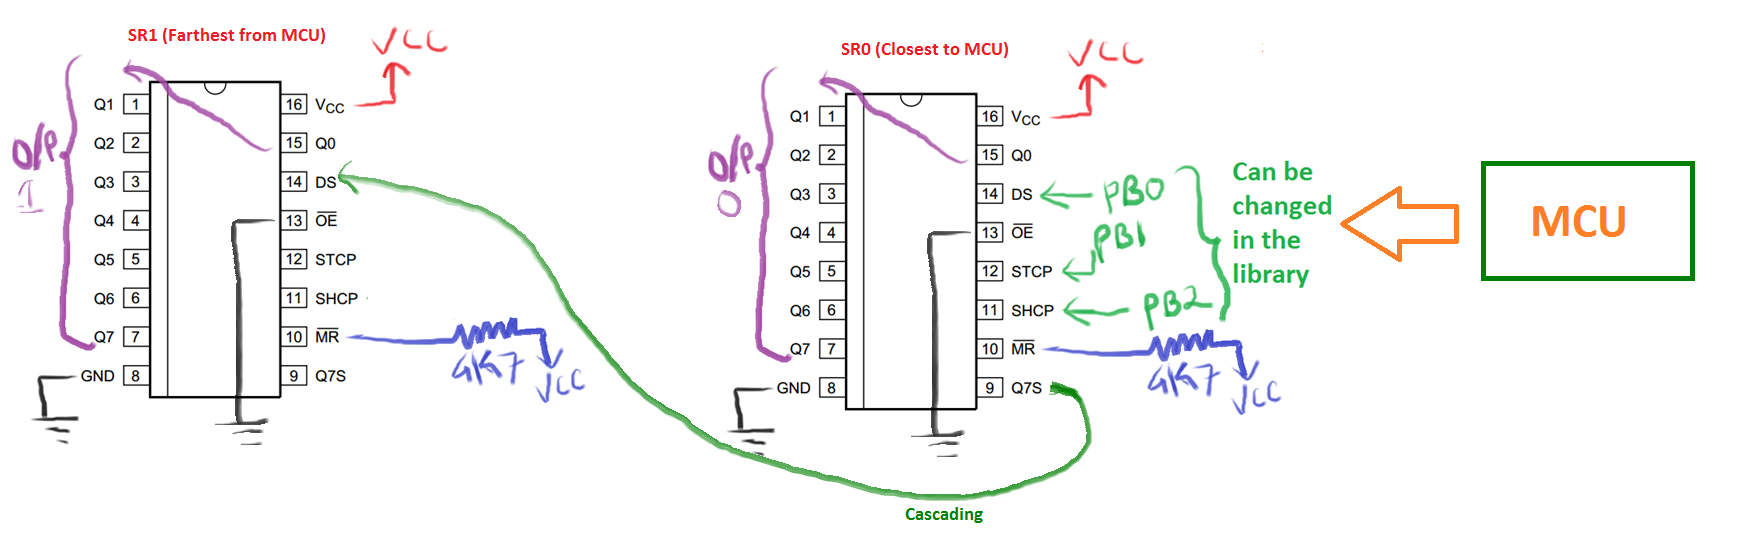 SR1 (Farthest from MCU)
VCC
Q1 1
16 VCC
Q2 2
15 Q0
Q3 3
14 DS
Q4 4
13 OE
Q5 5
12 STCP
Q6 6
11 SHCP
Q7 7
10 MR
GND 8
9 Q7S
O/P
1
4K7
VCC
SR0 (Closest to MCU)
VCC
Q1 1
16 VCC
Q2 2
15 Q0
Q3 3
14 DS
Q4 4
13 OE
Q5 5
12 STCP
Q6 6
11 SHCP
Q7 7
10 MR
GND 8
9 Q7S
O/P
0
PB0
PB1
PB2
4K7
VCC
Can be
changed
in the
library
MCU
Cascading